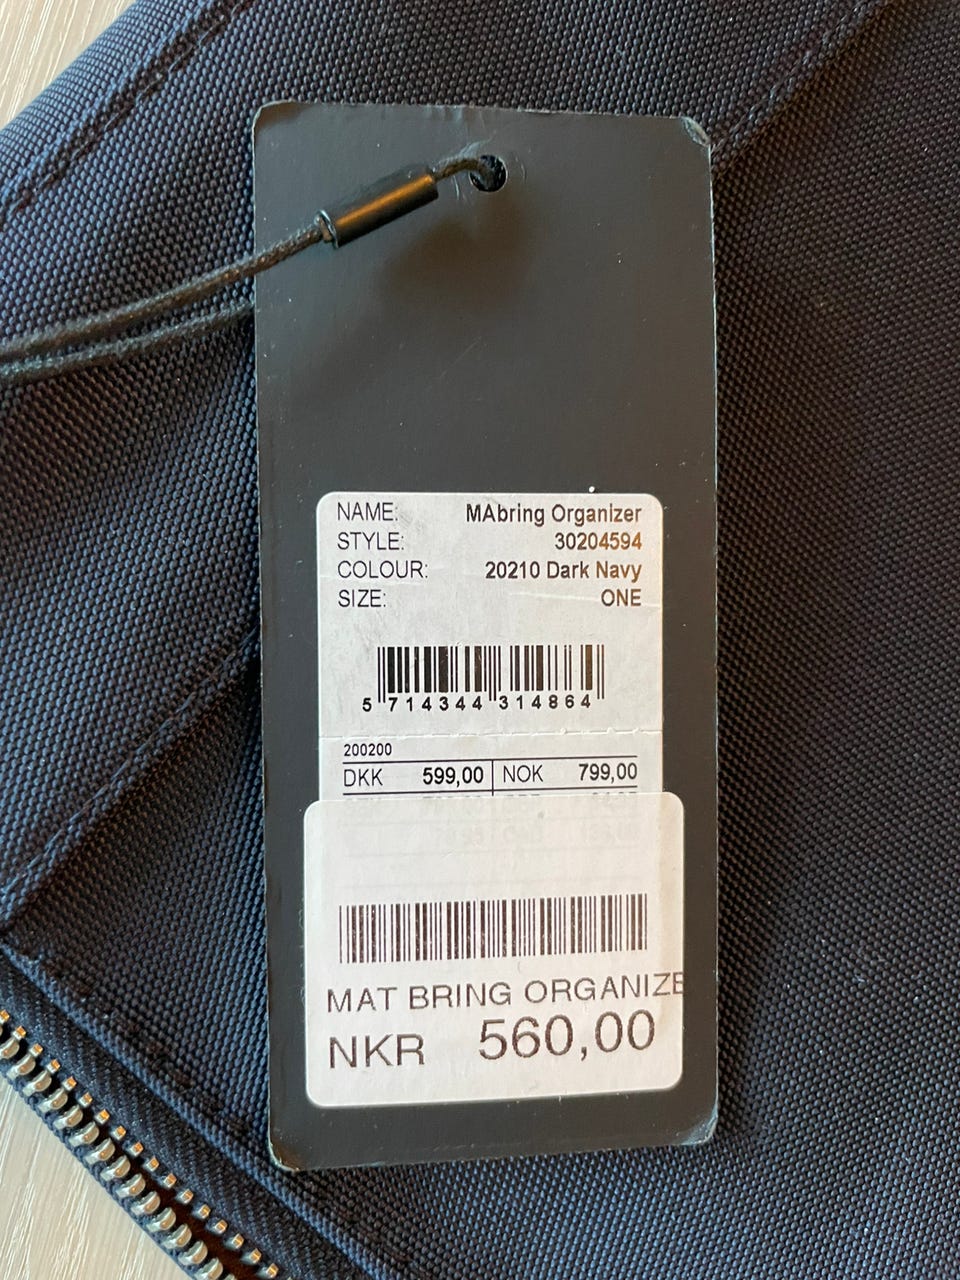 NAME: MAbring Organizer
STYLE: 30204594
COLOUR: 20210 Dark Navy
SIZE: ONE
5 714344 314864
200200
DKK 599,00 NOK 799,00
MAT BRING ORGANIZE
NKR 560,00